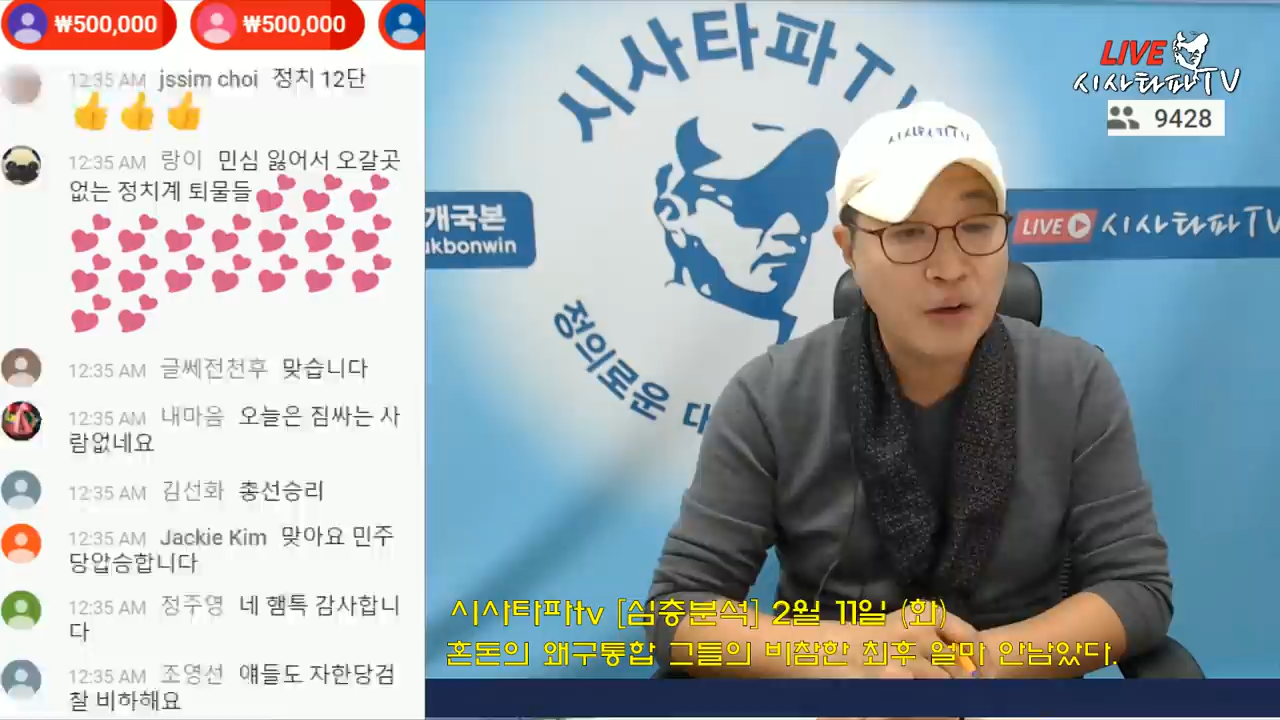 ₩500,000
₩500,000
12:35 AM jssim choi 정치 12단
12:35 AM 랑이 민심 잃어서 오갈곳
없는 정치계 퇴물들
12:35 AM 글쎄전천후 맞습니다
12:35 AM 내마음 오늘은 짐싸는 사
람없네요
12:35 AM 김선화 총선승리
12:35 AM Jackie Kim 맞아요 민주
당압승합니다
12:35 AM 정주영 네 햄톡 감사합니
다
12:35 AM 조영선 얘들도 자한당검
찰 비하해요
시사타파TV
개국본
ukbonwin
정의로운 대
시사타파TV
LIVE
시사타파TV
9428
LIVE 시사타파TV
시사타파tv [심층분석] 2월 11일 (화)
혼돈의 왜구통합 그들의 비참한 최후 얼마 안남았다.